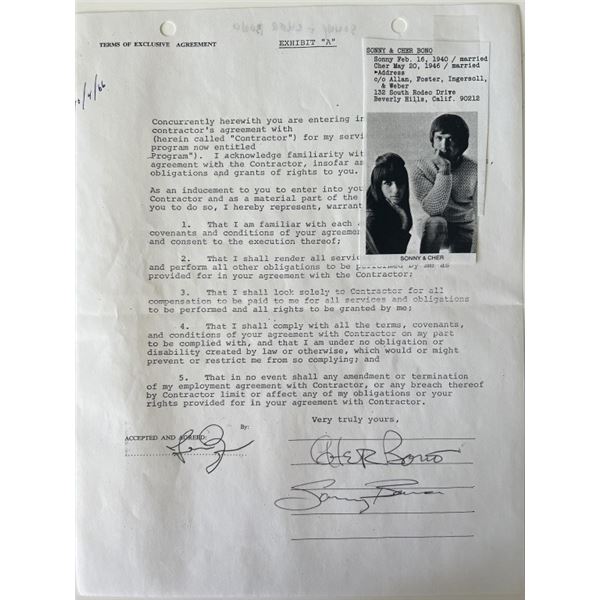 TERMS OF EXCLUSIVE AGREEMENT
EXHIBIT "A"
SONNY & CHER BONO
Sonny Feb. 16, 1940 / married
Cher May 20, 1946 / married
►Address
c/o Allan, Foster, Ingersoll,
& Weber
132 South Rodeo Drive
Beverly Hills, Calif. 90212
SONNY & CHER
Concurrently herewith you are entering in
contractor's agreement with
(herein called "Contractor") for my servi
program now entitled
Program"). I acknowledge familiarity wit
agreement with the Contractor, insofar as
obligations and grants of rights to you.
As an inducement to you to enter into you
Contractor and as a material part of the
you to do so, I hereby represent, warrant
1. That I am familiar with each
covenants and conditions of your agreemen
and consent to the execution thereof;
2. That I shall render all servic
and perform all other obligations to be performed by me as
provided for in your agreement with the Contractor;
3. That I shall look solely to Contractor for all
compensation to be paid to me for all services and obligations
to be performed and all rights to be granted by me;
4. That I shall comply with all the terms, covenants,
and conditions of your agreement with Contractor on my part
to be complied with, and that I am under no obligation or
disability created by law or otherwise, which would or might
prevent or restrict me from so complying; and
5. That in no event shall any amendment or termination
of my employment agreement with Contractor, or any breach thereof
by Contractor limit or affect any of my obligations or your
rights provided for in your agreement with Contractor.
Very truly yours,
By:
ACCEPTED AND AGREED:
CHER BONO
Sonny Bono